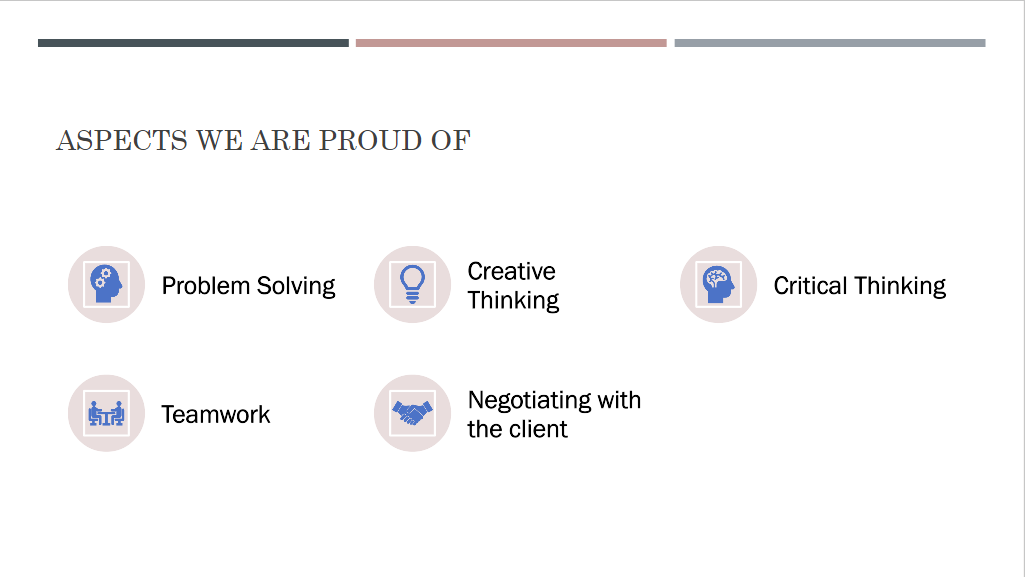 ASPECTS WE ARE PROUD OF
Problem Solving
Creative
Thinking
Critical Thinking
Teamwork
Negotiating with
the client